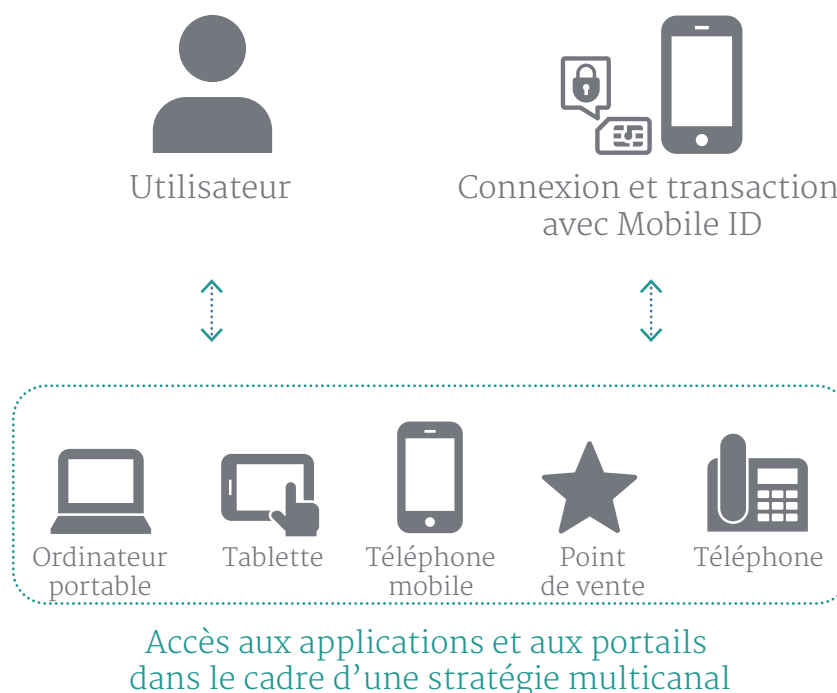 Utilisateur
Connexion et transaction
avec Mobile ID
Ordinateur
portable
Tablette
Téléphone
mobile
Point
de vente
Téléphone
Accès aux applications et aux portails
dans le cadre d’une stratégie multicanal